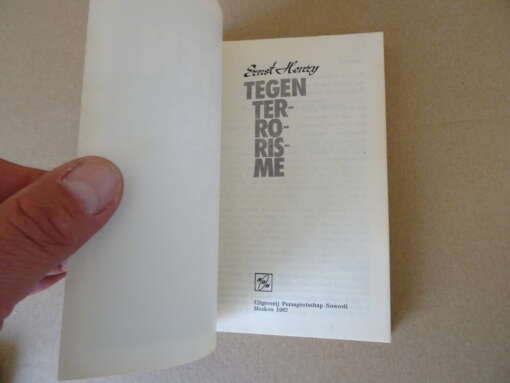 Ernst Henry
TEGEN
TER-
RO-
RIS-
ME
Uitgeverij Persagentschap Nowosti
Moskou 1982